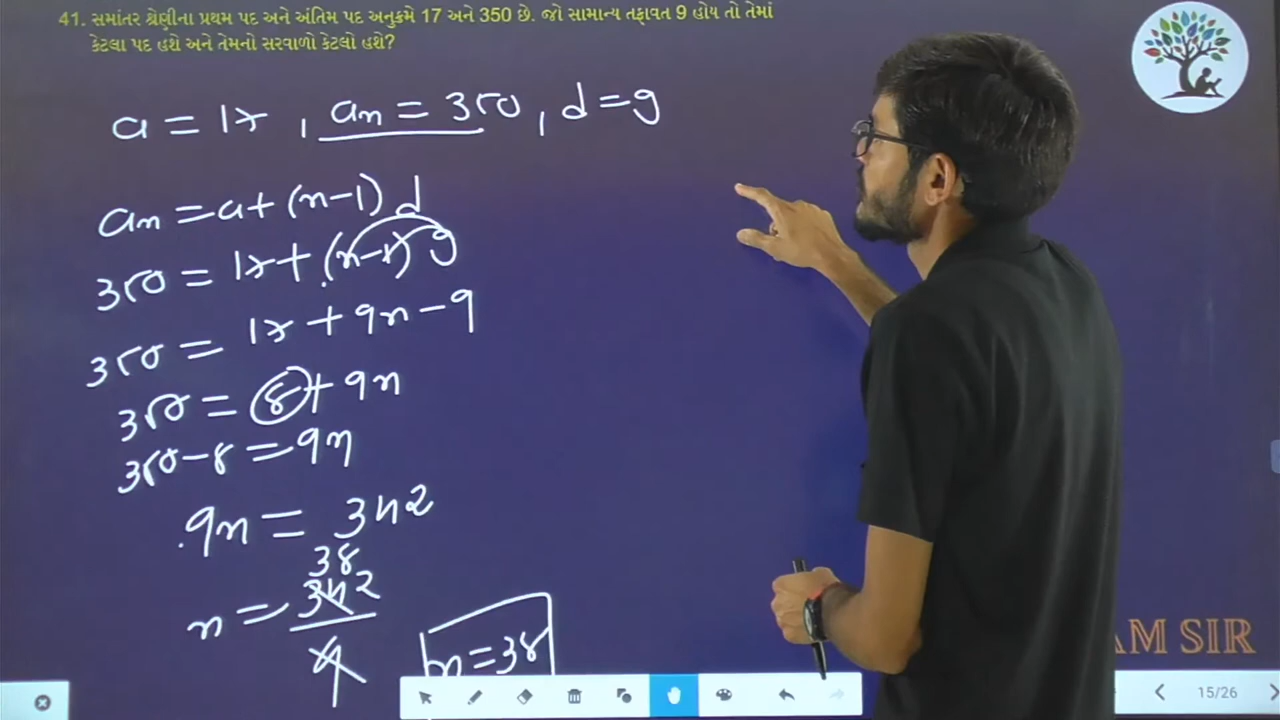 41. સમાંતર શ્રેણીના પ્રથમ પદ અને અંતિમ પદ અનુક્રમે 17 અને 350 છે. જો સામાન્ય તફાવત 9 હોય તો તેમાં
કેટલા પદ હશે અને તેમનો સરવાળો કેટલો હશે?
a = 17, an = 350, d = 9
an = a + (n-1) d
350 = 17 + (n-1) 9
350 = 17 + 9n - 9
350 = 8 + 9n
350 - 8 = 9n
9n = 342
38
n = 342
9
n = 38
AM SIR
15/26